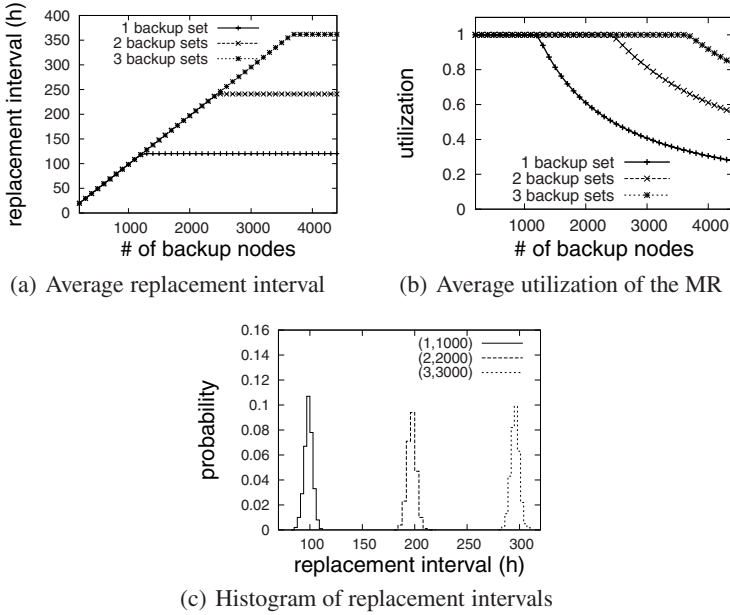 400
350
300
250
200
150
100
50
0
replacement interval (h)
1 backup set
2 backup sets
3 backup sets
1000 2000 3000 4000
# of backup nodes
(a) Average replacement interval
1
0.8
0.6
0.4
0.2
0
utilization
1 backup set
2 backup sets
3 backup sets
1000 2000 3000 4000
# of backup nodes
(b) Average utilization of the MR
0.16
0.14
0.12
0.1
0.08
0.06
0.04
0.02
0
probability
(1,1000)
(2,2000)
(3,3000)
100 150 200 250 300
replacement interval (h)
(c) Histogram of replacement intervals